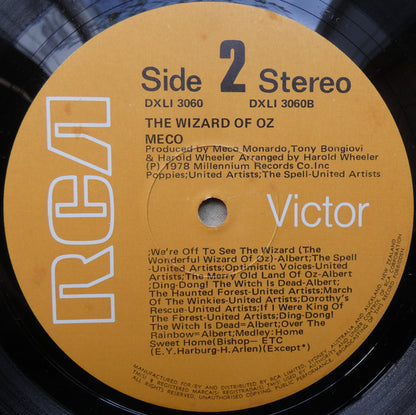 Side 2 Stereo
DXLI 3060 DXLI 3060B
THE WIZARD OF OZ
MECO
Produced by Meco Monardo,Tony Bongiovi
& Harold Wheeler Arranged by Harold Wheeler
(P) 1978 Millennium Records Co.Inc
Poppies;United Artists;The Spell-United Artists
RCA
Victor
;We're Off To See The Wizard (The
Wonderful Wizard Of Oz)-Albert;The Spell
-United Artists;Optimistic Voices-United
Artists;The Merry Old Land Of Oz-Albert
;Ding-Dong! The Witch Is Dead-Albert;
The Haunted Forest-United Artists;March
Of The Winkies-United Artists;Dorothy's
Rescue-United Artists;If I Were King Of
The Forest-United Artists;Ding-Dong!
The Witch Is Dead-Albert;Over The
Rainbow-Albert;Medley: Home
Sweet Home(Bishop- ETC
(E.Y.Harburg-H.Arlen)(Except*)